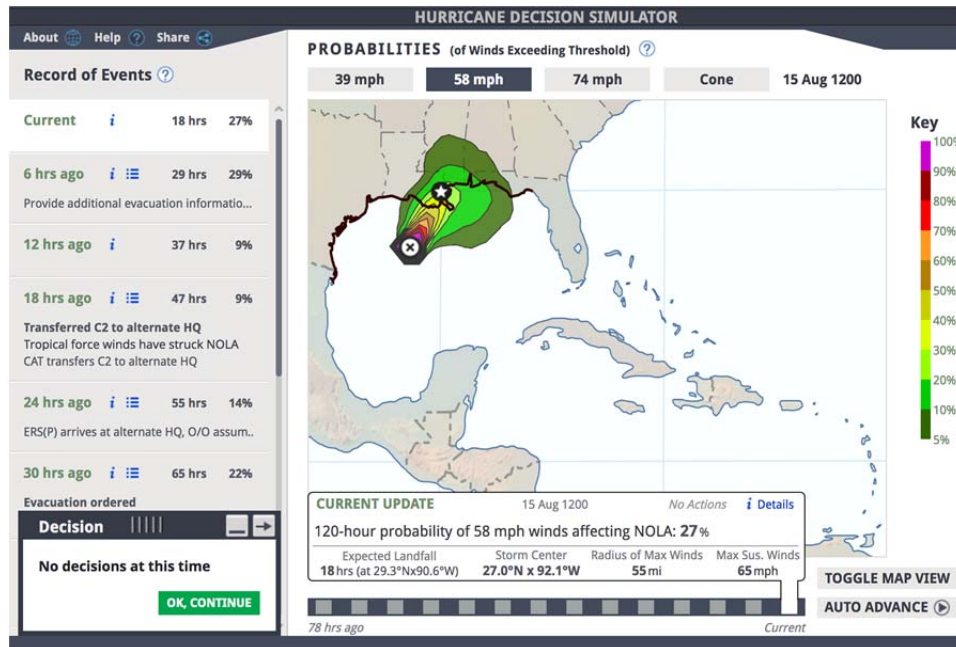 HURRICANE DECISION SIMULATOR
About Help ? Share
Record of Events ?
Current i 18 hrs 27%
6 hrs ago i 29 hrs 29%
Provide additional evacuation informatio...
12 hrs ago i 37 hrs 9%
18 hrs ago i 47 hrs 9%
Transferred C2 to alternate HQ
Tropical force winds have struck NOLA
CAT transfers C2 to alternate HQ
24 hrs ago i 55 hrs 14%
ERS(P) arrives at alternate HQ, O/O assum..
30 hrs ago i 65 hrs 22%
Evacuation ordered
Decision
No decisions at this time
OK, CONTINUE
PROBABILITIES (of Winds Exceeding Threshold) ?
39 mph 58 mph 74 mph Cone 15 Aug 1200
Key
100%
90%
80%
70%
60%
50%
40%
30%
20%
10%
5%
CURRENT UPDATE 15 Aug 1200 No Actions i Details
120-hour probability of 58 mph winds affecting NOLA: 27%
Expected Landfall Storm Center Radius of Max Winds Max Sus. Winds
18 hrs (at 29.3°Nx90.6°W) 27.0°N x 92.1°W 55 mi 65 mph
78 hrs ago Current
TOGGLE MAP VIEW
AUTO ADVANCE